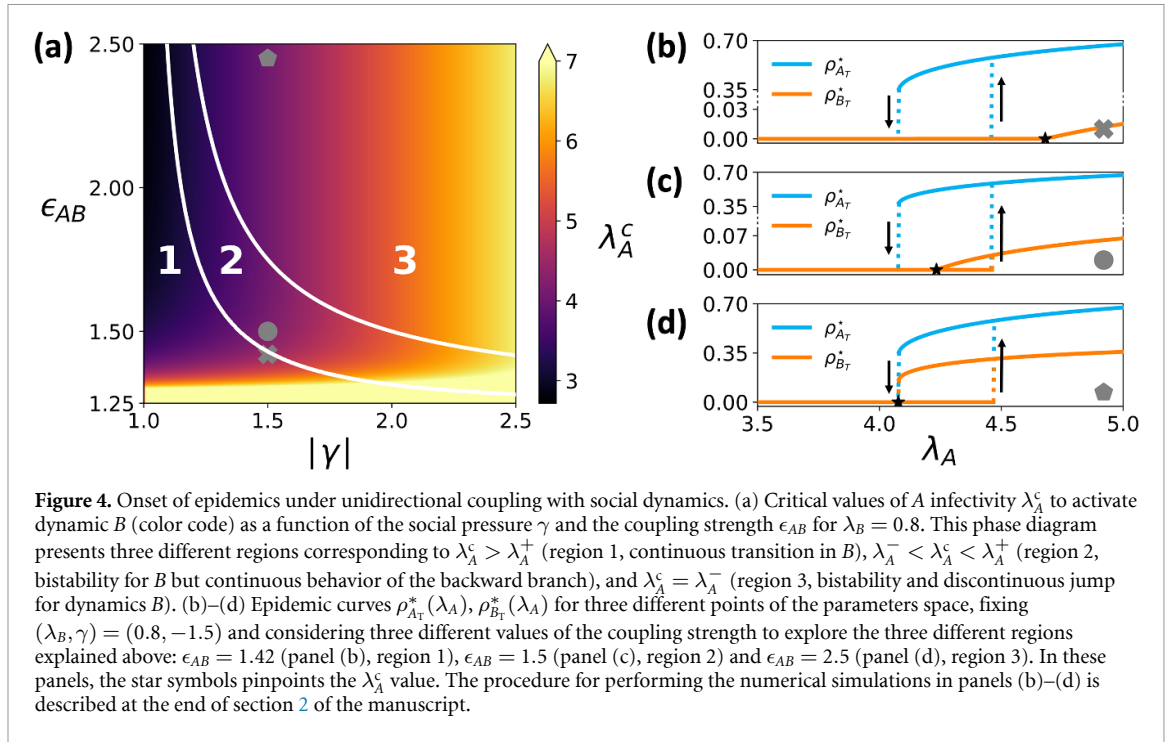 (a)
2.50
2.00
1.50
1.25
ϵ_AB
1
2
3
1.0
1.5
2.0
2.5
|γ|
7
6
5
4
3
λ_A^c
(b)
0.70
0.35
0.03
0.00
ρ*_{A_T}
ρ*_{B_T}
(c)
0.70
0.35
0.07
0.00
ρ*_{A_T}
ρ*_{B_T}
(d)
0.70
0.35
0.00
ρ*_{A_T}
ρ*_{B_T}
3.5
4.0
4.5
5.0
λ_A
Figure 4. Onset of epidemics under unidirectional coupling with social dynamics. (a) Critical values of A infectivity λ_A^c to activate
dynamic B (color code) as a function of the social pressure γ and the coupling strength ϵ_AB for λ_B = 0.8. This phase diagram
presents three different regions corresponding to λ_A^c > λ_A^+ (region 1, continuous transition in B), λ_A^− < λ_A^c < λ_A^+ (region 2,
bistability for B but continuous behavior of the backward branch), and λ_A^c = λ_A^− (region 3, bistability and discontinuous jump
for dynamics B). (b)–(d) Epidemic curves ρ*_{A_T}(λ_A), ρ*_{B_T}(λ_A) for three different points of the parameters space, fixing
(λ_B, γ) = (0.8, −1.5) and considering three different values of the coupling strength to explore the three different regions
explained above: ϵ_AB = 1.42 (panel (b), region 1), ϵ_AB = 1.5 (panel (c), region 2) and ϵ_AB = 2.5 (panel (d), region 3). In these
panels, the star symbols pinpoints the λ_A^c value. The procedure for performing the numerical simulations in panels (b)–(d) is
described at the end of section 2 of the manuscript.